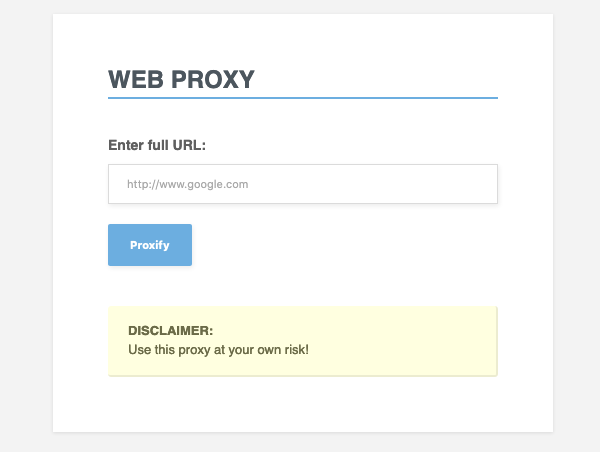 WEB PROXY
Enter full URL:
http://www.google.com
Proxify
DISCLAIMER:
Use this proxy at your own risk!